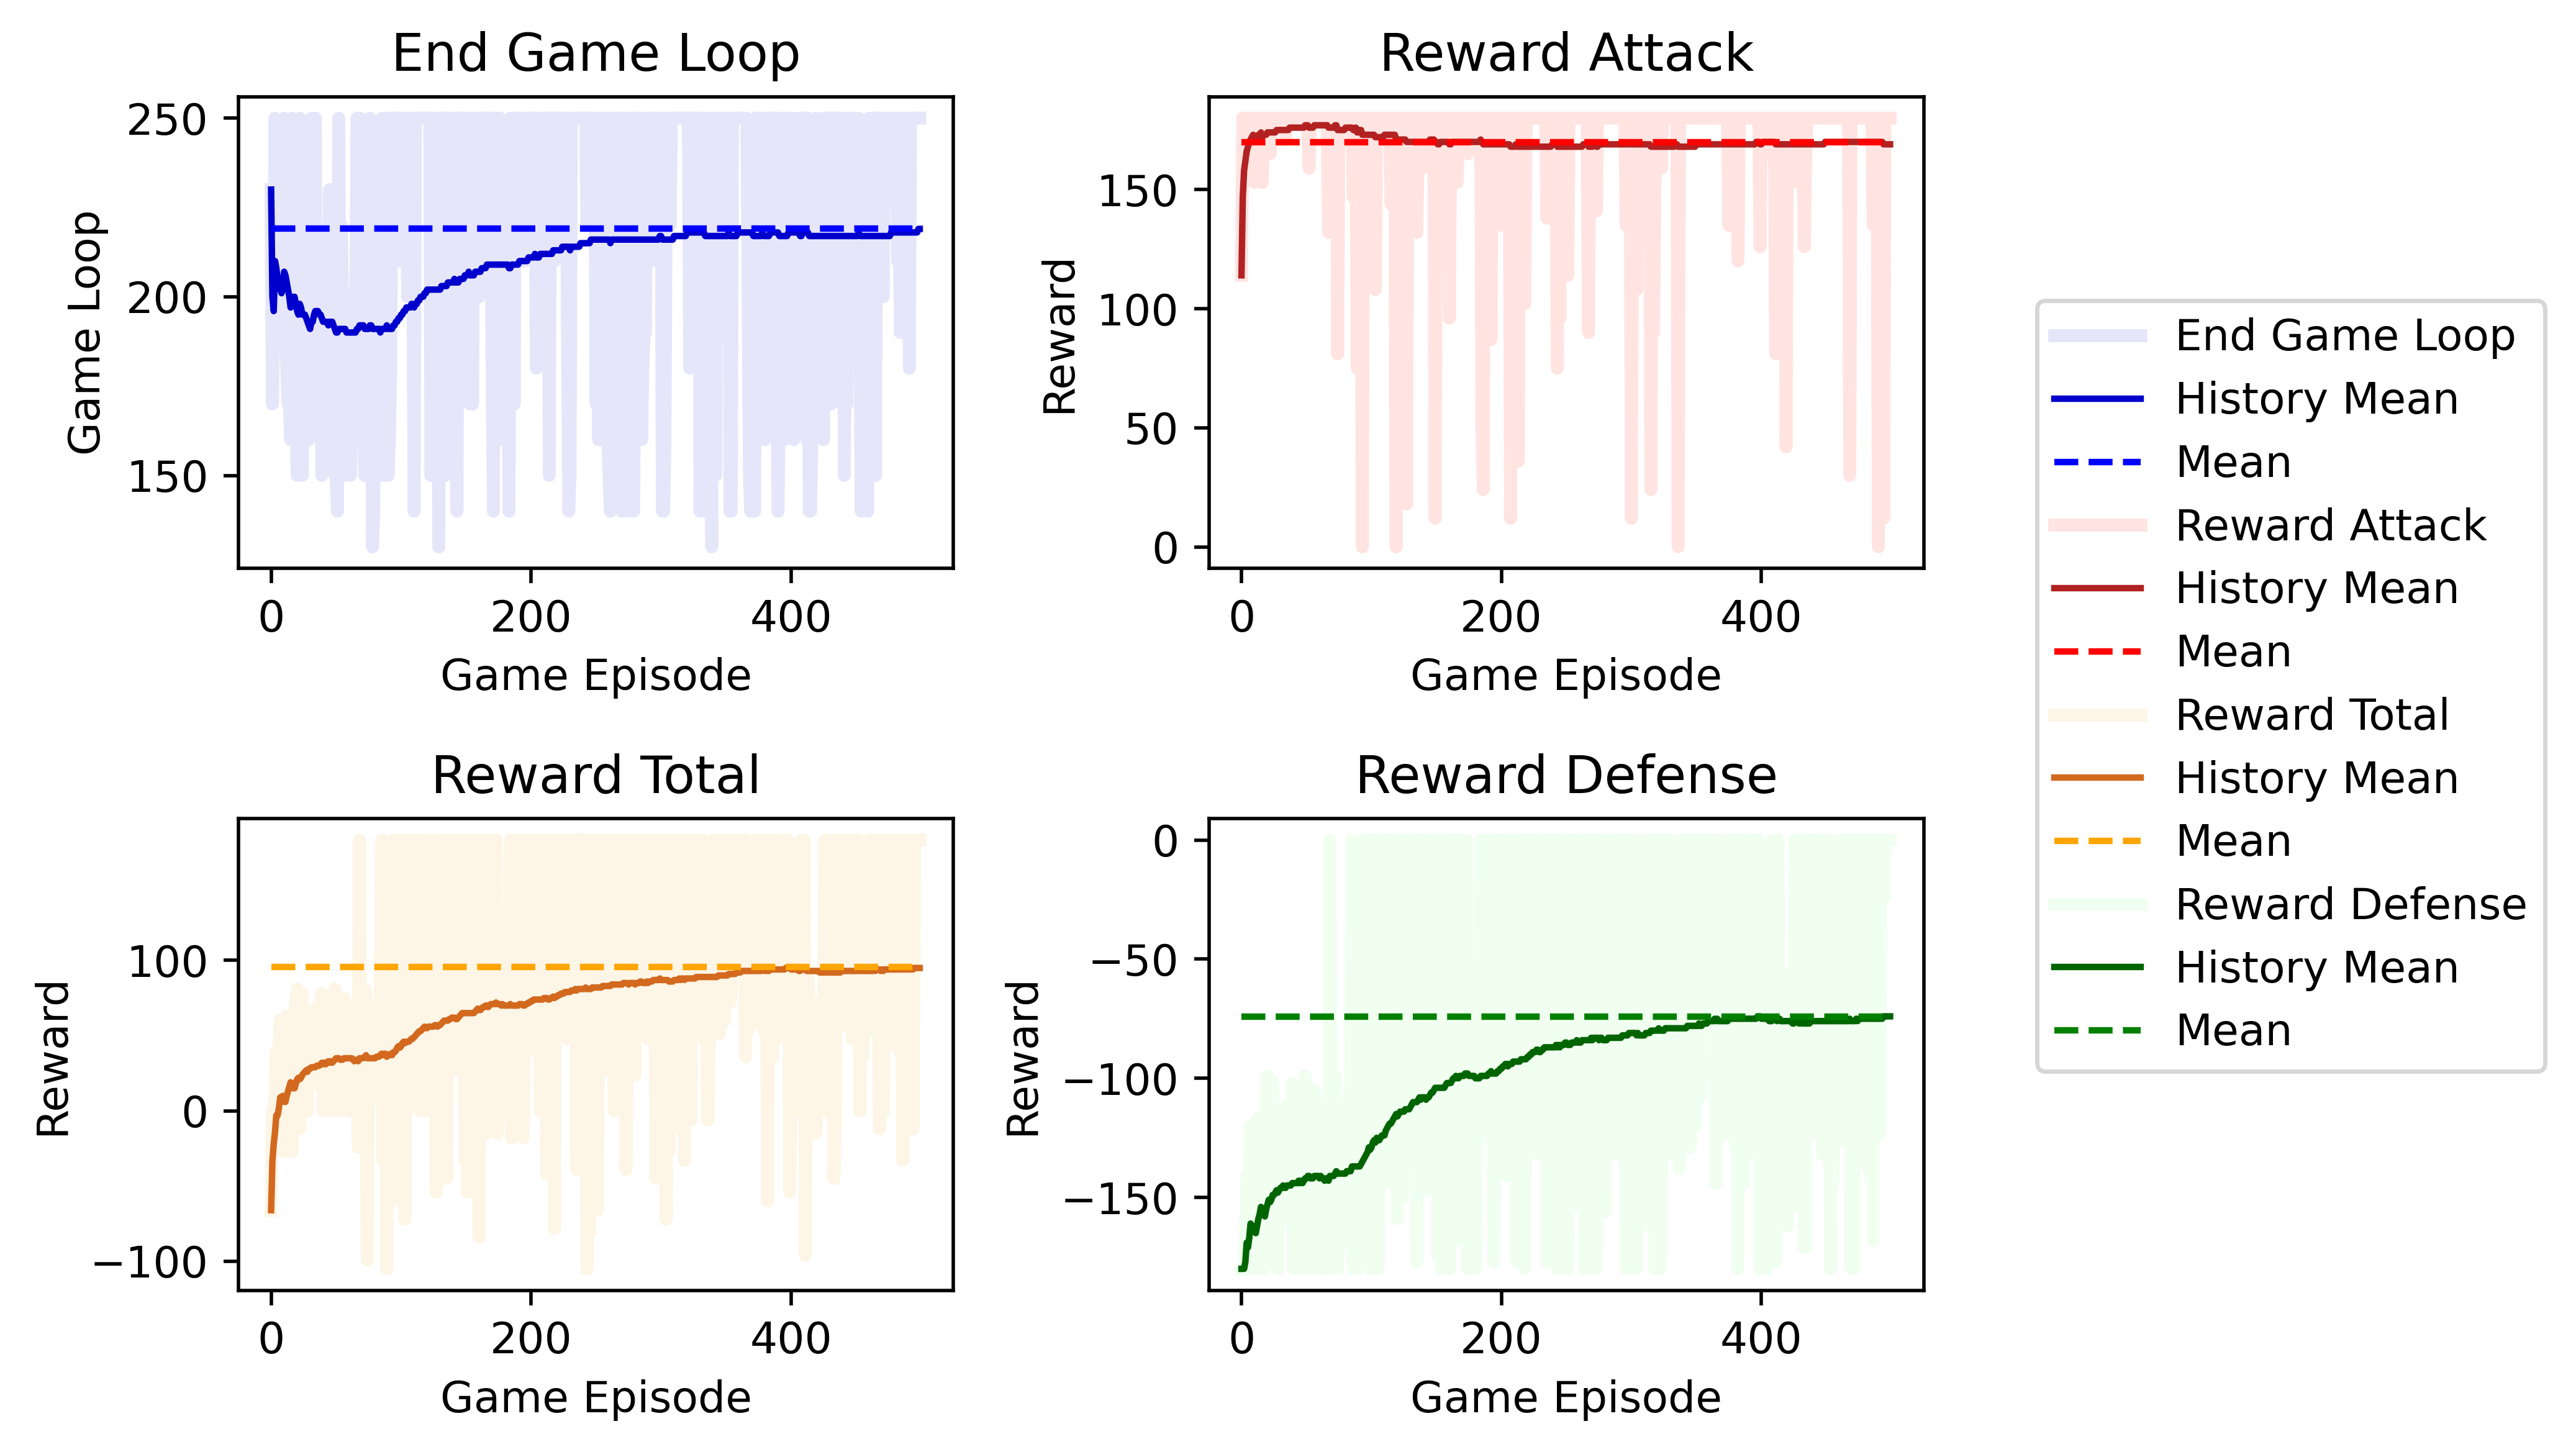 End Game Loop
250
200
150
Game Loop
0
200
400
Game Episode
Reward Attack
150
100
50
0
Reward
0
200
400
Game Episode
Reward Total
100
0
−100
Reward
0
200
400
Game Episode
Reward Defense
0
−50
−100
−150
Reward
0
200
400
Game Episode
End Game Loop
History Mean
Mean
Reward Attack
History Mean
Mean
Reward Total
History Mean
Mean
Reward Defense
History Mean
Mean